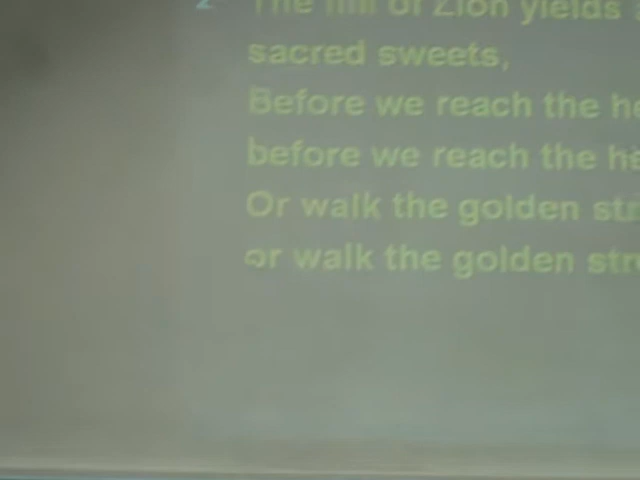 2 The hill of Zion yields
sacred sweets,
Before we reach the
before we reach the
Or walk the golden
or walk the golden